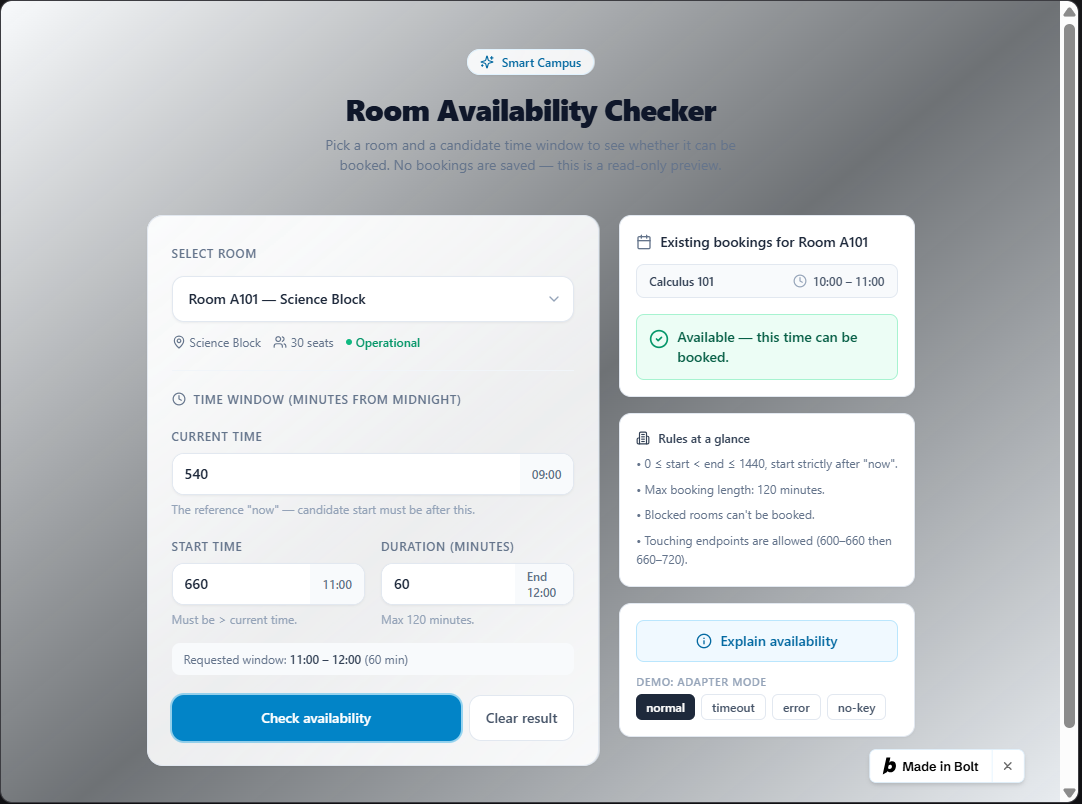 Smart Campus
Room Availability Checker
Pick a room and a candidate time window to see whether it can be
booked. No bookings are saved — this is a read-only preview.
SELECT ROOM
Room A101 — Science Block
Science Block 30 seats Operational
TIME WINDOW (MINUTES FROM MIDNIGHT)
CURRENT TIME
540 09:00
The reference "now" — candidate start must be after this.
START TIME
660 11:00
Must be > current time.
DURATION (MINUTES)
60 End
12:00
Max 120 minutes.
Requested window: 11:00 – 12:00 (60 min)
Check availability
Clear result
Existing bookings for Room A101
Calculus 101 10:00 – 11:00
Available — this time can be
booked.
Rules at a glance
• 0 ≤ start < end ≤ 1440, start strictly after "now".
• Max booking length: 120 minutes.
• Blocked rooms can't be booked.
• Touching endpoints are allowed (600–660 then
660–720).
Explain availability
DEMO: ADAPTER MODE
normal timeout error no-key
b Made in Bolt ×